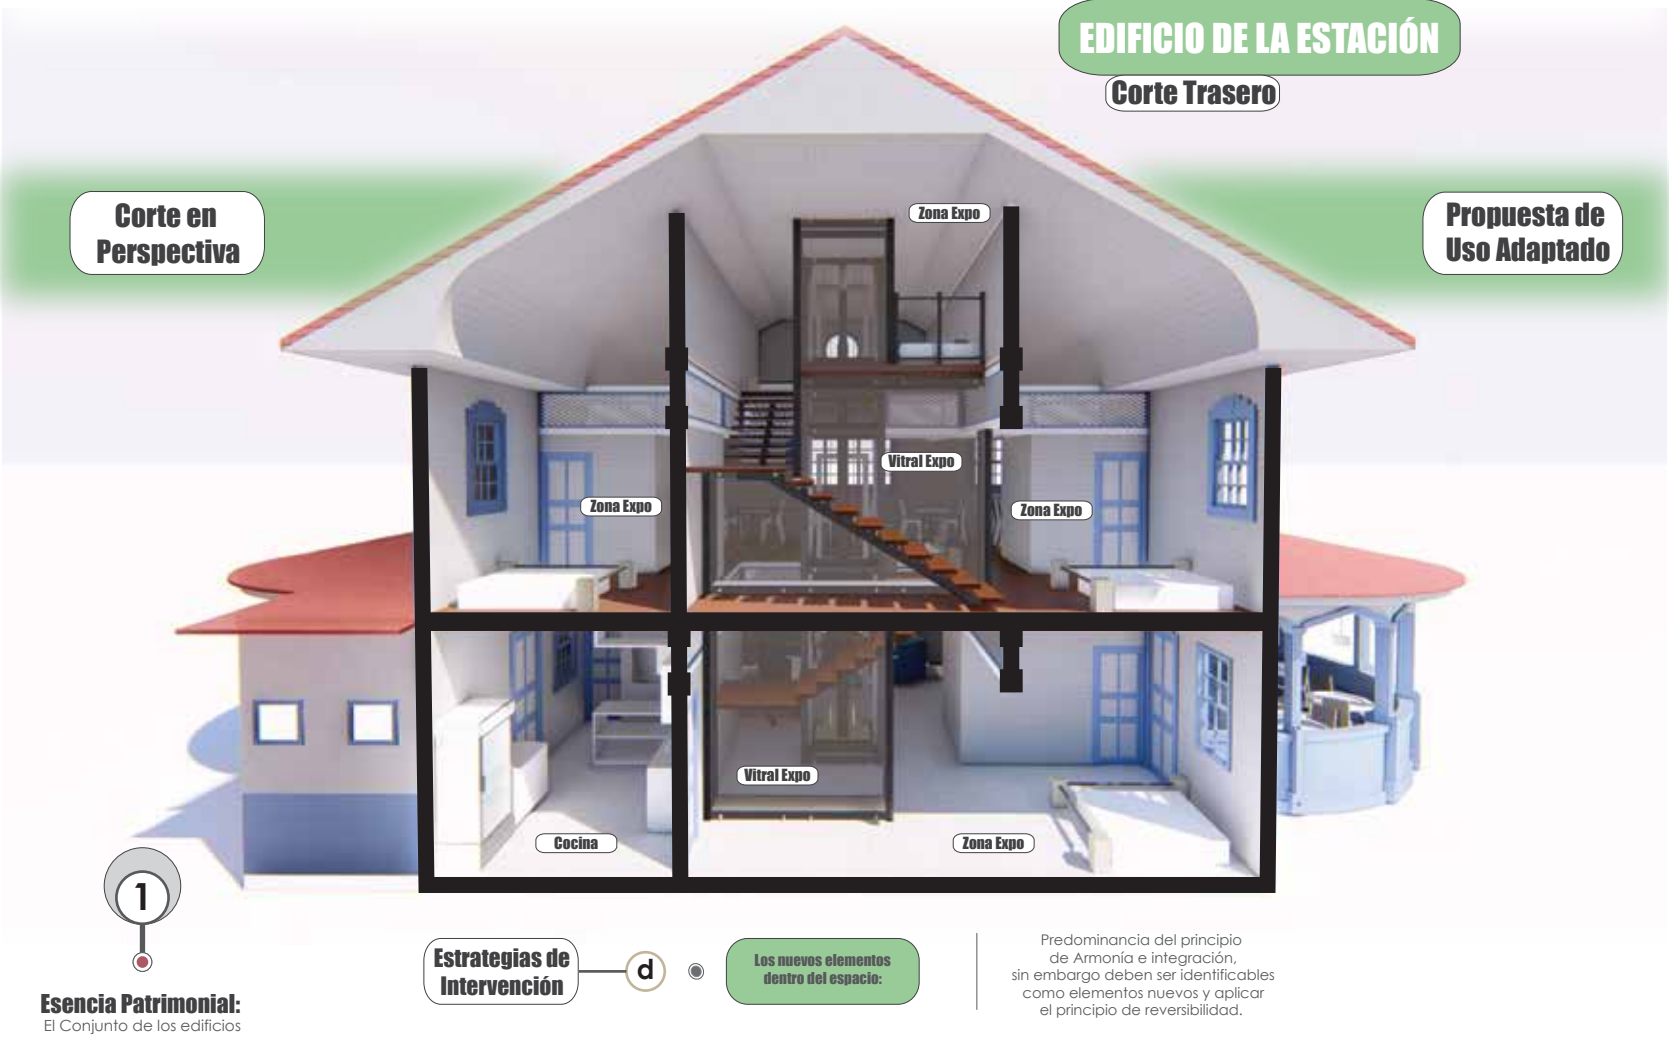 EDIFICIO DE LA ESTACIÓN
Corte Trasero
Corte en
Perspectiva
Propuesta de
Uso Adaptado
Zona Expo
Vitral Expo
Zona Expo
Zona Expo
Vitral Expo
Cocina
Zona Expo
1
Esencia Patrimonial:
El Conjunto de los edificios
Estrategias de
Intervención
d
Los nuevos elementos
dentro del espacio:
Predominancia del principio
de Armonía e integración,
sin embargo deben ser identificables
como elementos nuevos y aplicar
el principio de reversibilidad.